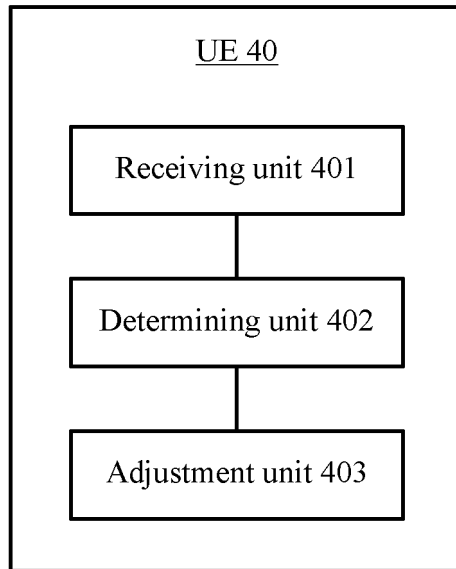 UE 40
Receiving unit 401
Determining unit 402
Adjustment unit 403